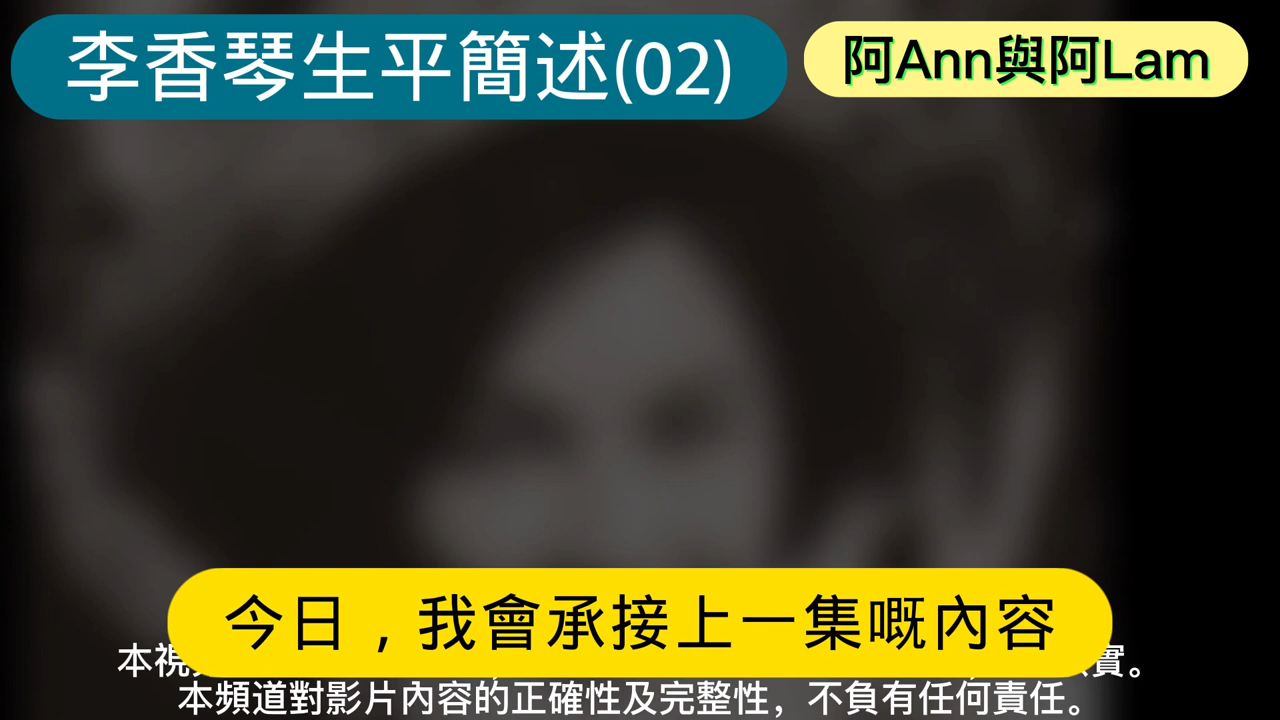 李香琴生平簡述(02)
阿Ann與阿Lam
今日，我會承接上一集嘅內容
本視 實。
本頻道對影片內容的正確性及完整性，不負有任何責任。